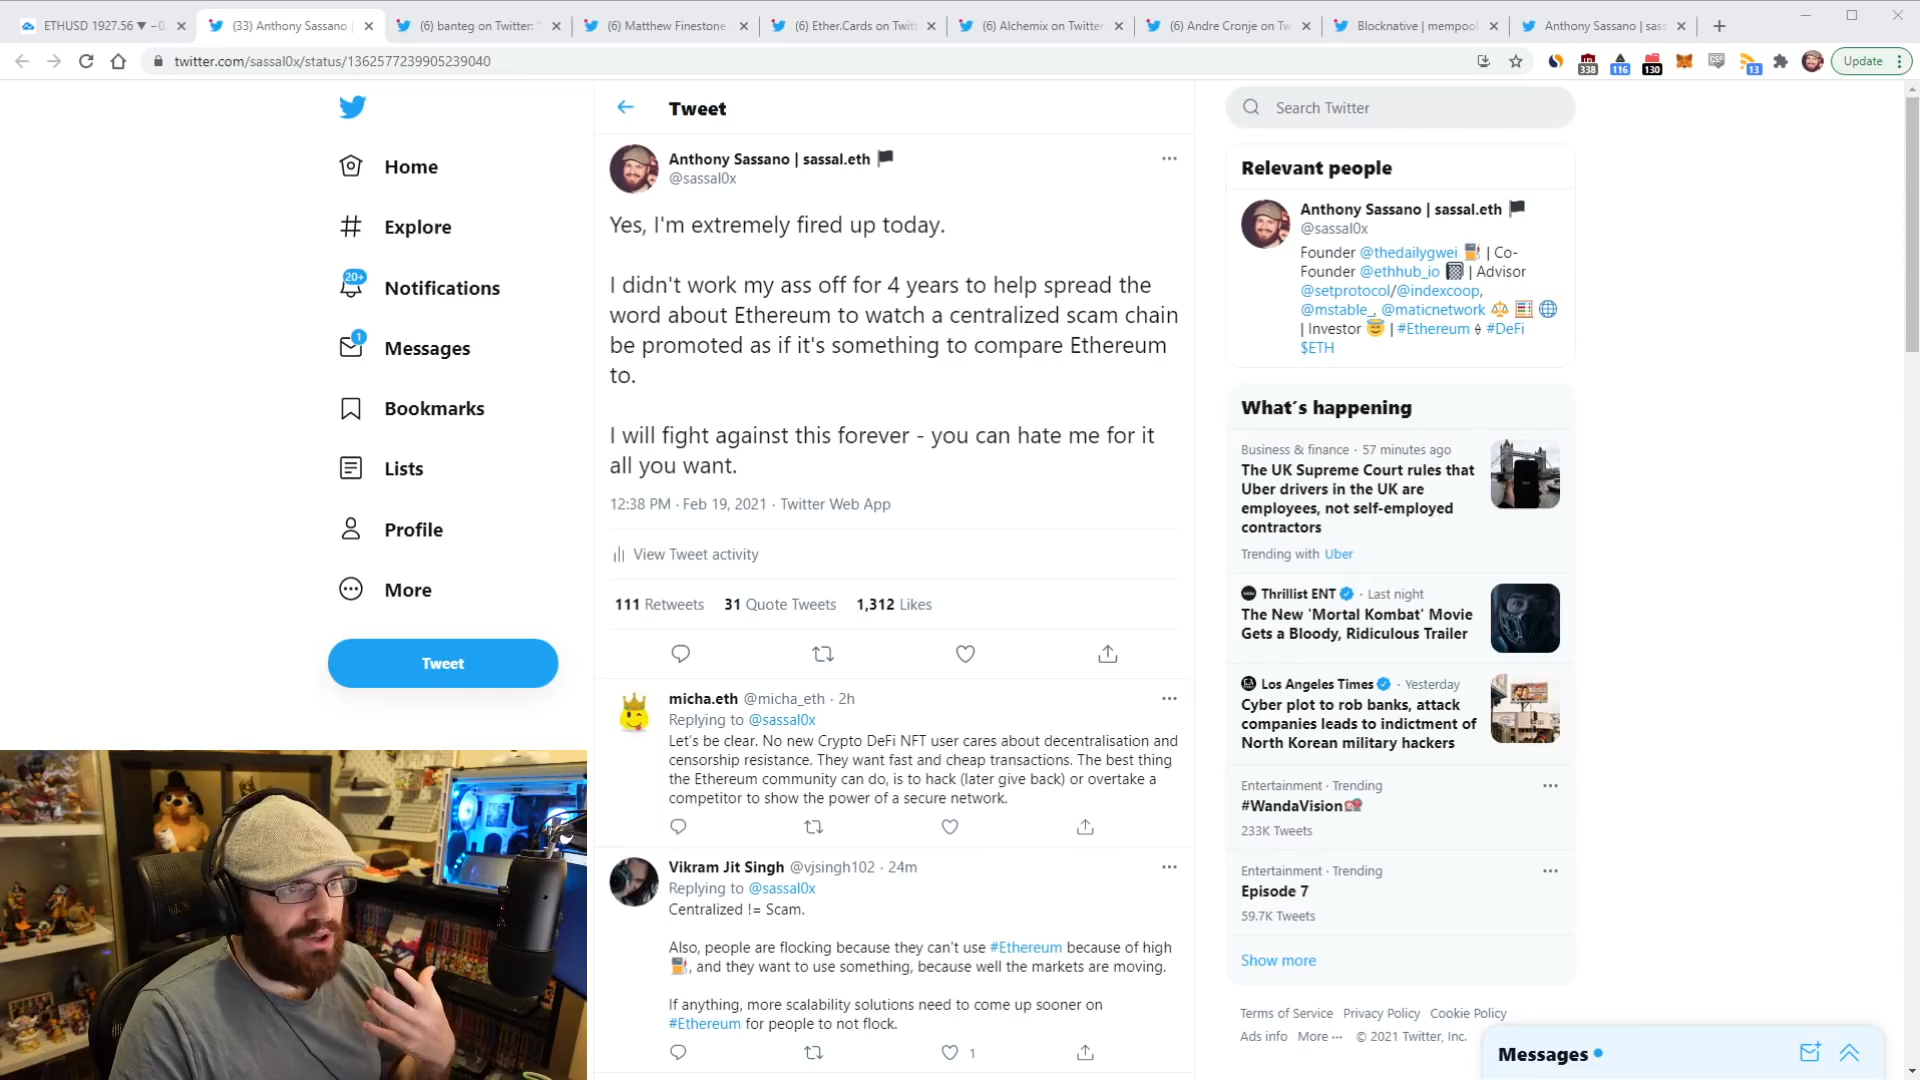 ETHUSD 1927.56 ▼ −0
(33) Anthony Sassano |
(6) banteg on Twitter:
(6) Matthew Finestone
(6) Ether.Cards on Twit
(6) Alchemix on Twitter
(6) Andre Cronje on Tw
Blocknative | mempool
Anthony Sassano | sass
twitter.com/sassal0x/status/1362577239905239040
338
116
130
13
Update
Home
Explore
20+
Notifications
1
Messages
Bookmarks
Lists
Profile
More
Tweet
Tweet
Anthony Sassano | sassal.eth
@sassal0x
Yes, I'm extremely fired up today.
I didn't work my ass off for 4 years to help spread the
word about Ethereum to watch a centralized scam chain
be promoted as if it's something to compare Ethereum
to.
I will fight against this forever - you can hate me for it
all you want.
12:38 PM · Feb 19, 2021 · Twitter Web App
View Tweet activity
111 Retweets 31 Quote Tweets 1,312 Likes
micha.eth @micha_eth · 2h
Replying to @sassal0x
Let's be clear. No new Crypto DeFi NFT user cares about decentralisation and
censorship resistance. They want fast and cheap transactions. The best thing
the Ethereum community can do, is to hack (later give back) or overtake a
competitor to show the power of a secure network.
Vikram Jit Singh @vjsingh102 · 24m
Replying to @sassal0x
Centralized != Scam.
Also, people are flocking because they can't use #Ethereum because of high
⛽, and they want to use something, because well the markets are moving.
If anything, more scalability solutions need to come up sooner on
#Ethereum for people to not flock.
1
Search Twitter
Relevant people
Anthony Sassano | sassal.eth
@sassal0x
Founder @thedailygwei ⛽ | Co-
Founder @ethhub_io | Advisor
@setprotocol/@indexcoop,
@mstable_, @maticnetwork
| Investor | #Ethereum #DeFi
$ETH
What's happening
Business & finance · 57 minutes ago
The UK Supreme Court rules that
Uber drivers in the UK are
employees, not self-employed
contractors
Trending with Uber
Thrillist ENT · Last night
The New 'Mortal Kombat' Movie
Gets a Bloody, Ridiculous Trailer
Los Angeles Times · Yesterday
Cyber plot to rob banks, attack
companies leads to indictment of
North Korean military hackers
Entertainment · Trending
#WandaVision
233K Tweets
Entertainment · Trending
Episode 7
59.7K Tweets
Show more
Terms of Service Privacy Policy Cookie Policy
Ads info More ··· © 2021 Twitter, Inc.
Messages